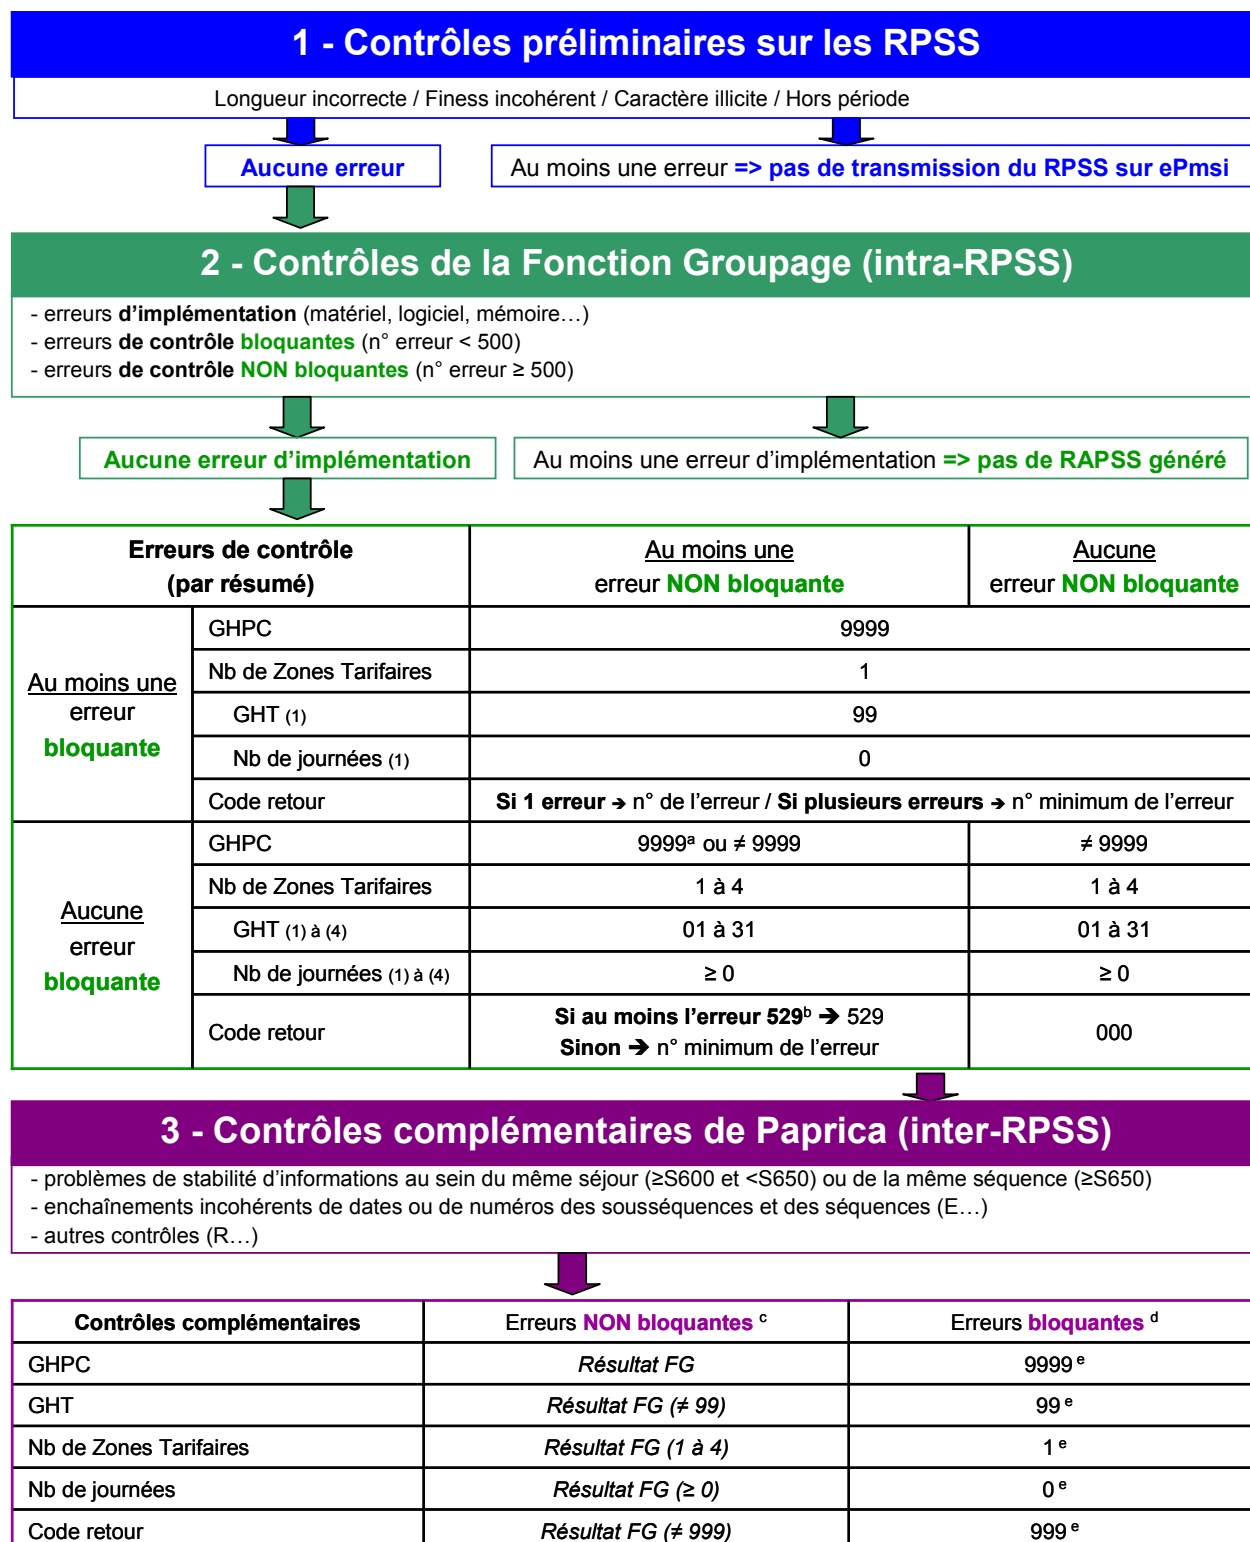 1 - Contrôles préliminaires sur les RPSS
Longueur incorrecte / Finess incohérent / Caractère illicite / Hors période
Aucune erreur
Au moins une erreur => pas de transmission du RPSS sur ePmsi
2 - Contrôles de la Fonction Groupage (intra-RPSS)
- erreurs d'implémentation (matériel, logiciel, mémoire…)
- erreurs de contrôle bloquantes (n° erreur < 500)
- erreurs de contrôle NON bloquantes (n° erreur ≥ 500)
Aucune erreur d'implémentation
Au moins une erreur d'implémentation => pas de RAPSS généré
Erreurs de contrôle
(par résumé)
Au moins une
erreur NON bloquante
Aucune
erreur NON bloquante
Au moins une
erreur
bloquante
GHPC
9999
Nb de Zones Tarifaires
1
GHT (1)
99
Nb de journées (1)
0
Code retour
Si 1 erreur → n° de l'erreur / Si plusieurs erreurs → n° minimum de l'erreur
Aucune
erreur
bloquante
GHPC
9999ᵃ ou ≠ 9999
≠ 9999
Nb de Zones Tarifaires
1 à 4
1 à 4
GHT (1) à (4)
01 à 31
01 à 31
Nb de journées (1) à (4)
≥ 0
≥ 0
Code retour
Si au moins l'erreur 529ᵇ → 529
Sinon → n° minimum de l'erreur
000
3 - Contrôles complémentaires de Paprica (inter-RPSS)
- problèmes de stabilité d'informations au sein du même séjour (≥S600 et <S650) ou de la même séquence (≥S650)
- enchaînements incohérents de dates ou de numéros des sousséquences et des séquences (E…)
- autres contrôles (R…)
Contrôles complémentaires
Erreurs NON bloquantes ᶜ
Erreurs bloquantes ᵈ
GHPC
Résultat FG
9999 ᵉ
GHT
Résultat FG (≠ 99)
99 ᵉ
Nb de Zones Tarifaires
Résultat FG (1 à 4)
1 ᵉ
Nb de journées
Résultat FG (≥ 0)
0 ᵉ
Code retour
Résultat FG (≠ 999)
999 ᵉ